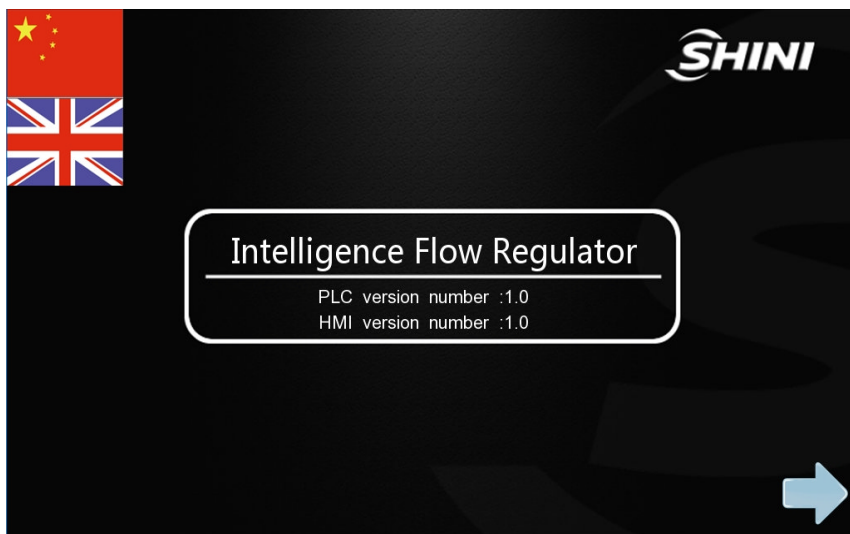 SHINI
Intelligence Flow Regulator
PLC version number :1.0
HMI version number :1.0